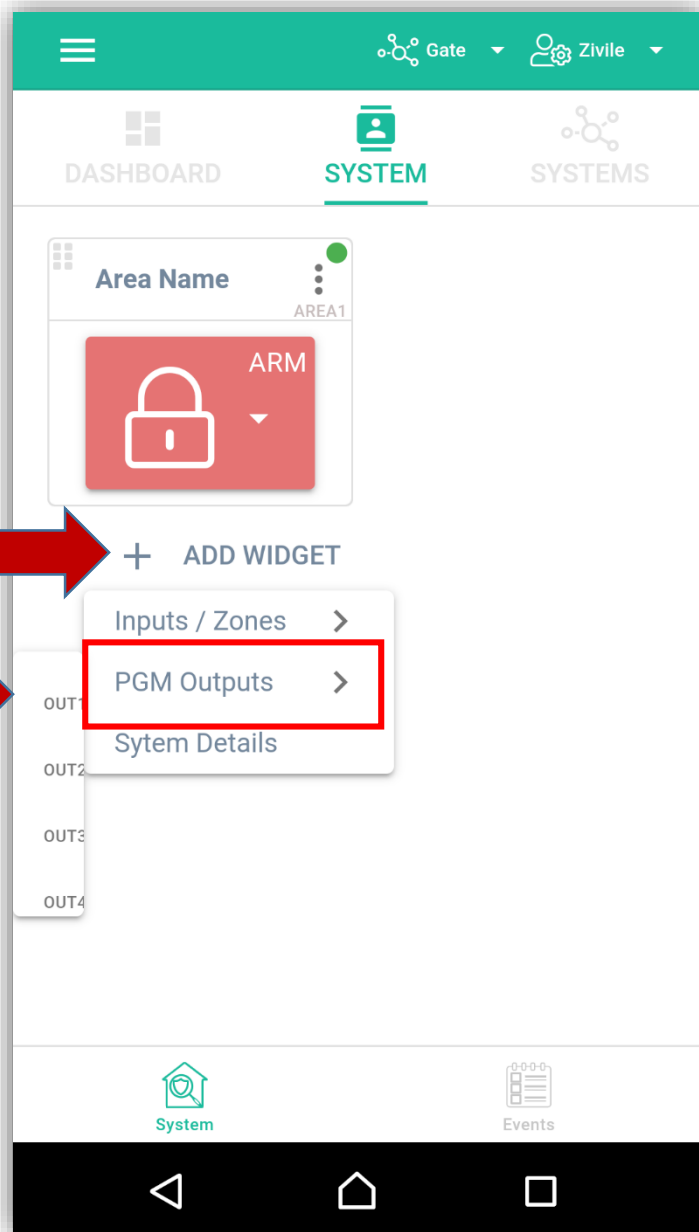 Gate
Zivile
DASHBOARD
SYSTEM
SYSTEMS
Area Name
AREA1
ARM
+ ADD WIDGET
Inputs / Zones
PGM Outputs
Sytem Details
OUT1
OUT2
OUT3
OUT4
System
Events